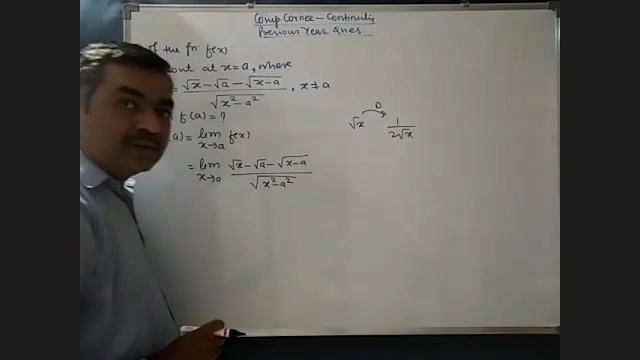 Comp. Corner - Continuity
Previous Year Ques
If the fn. f(x)
out at x=a, where
= √x - √a - √(x-a) / √(x²-a²) , x≠a
f(a) = ?
a) = lim x→a f(x)
√x D 1/(2√x)
= lim x→a √x - √a - √(x-a) / √(x²-a²)